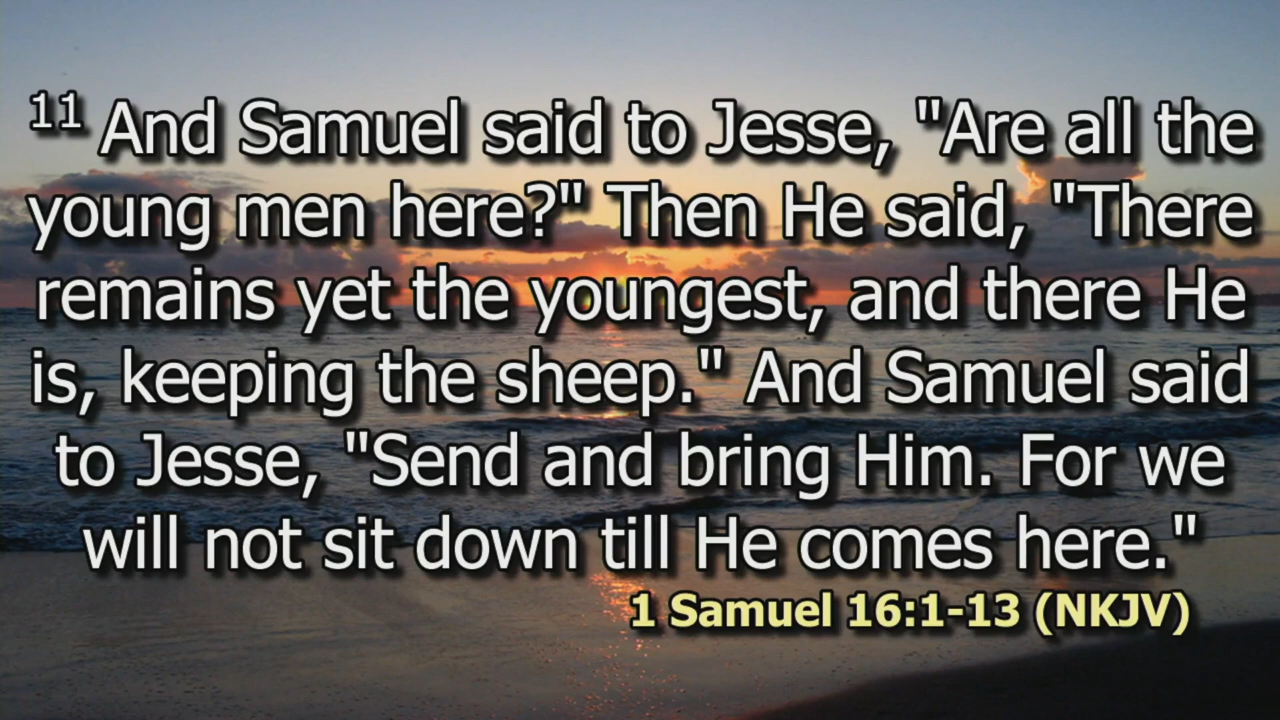 11 And Samuel said to Jesse, "Are all the
young men here?" Then He said, "There
remains yet the youngest, and there He
is, keeping the sheep." And Samuel said
to Jesse, "Send and bring Him. For we
will not sit down till He comes here."
1 Samuel 16:1-13 (NKJV)